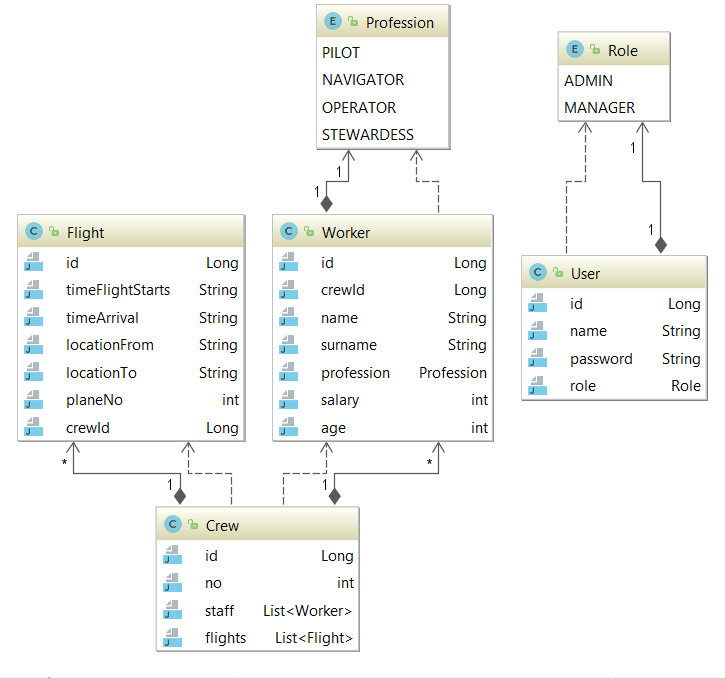 E Profession
PILOT
NAVIGATOR
OPERATOR
STEWARDESS
E Role
ADMIN
MANAGER
1
1
1
1
C Flight
id Long
timeFlightStarts String
timeArrival String
locationFrom String
locationTo String
planeNo int
crewId Long
C Worker
id Long
crewId Long
name String
surname String
profession Profession
salary int
age int
C User
id Long
name String
password String
role Role
*
1
1
*
C Crew
id Long
no int
staff List<Worker>
flights List<Flight>